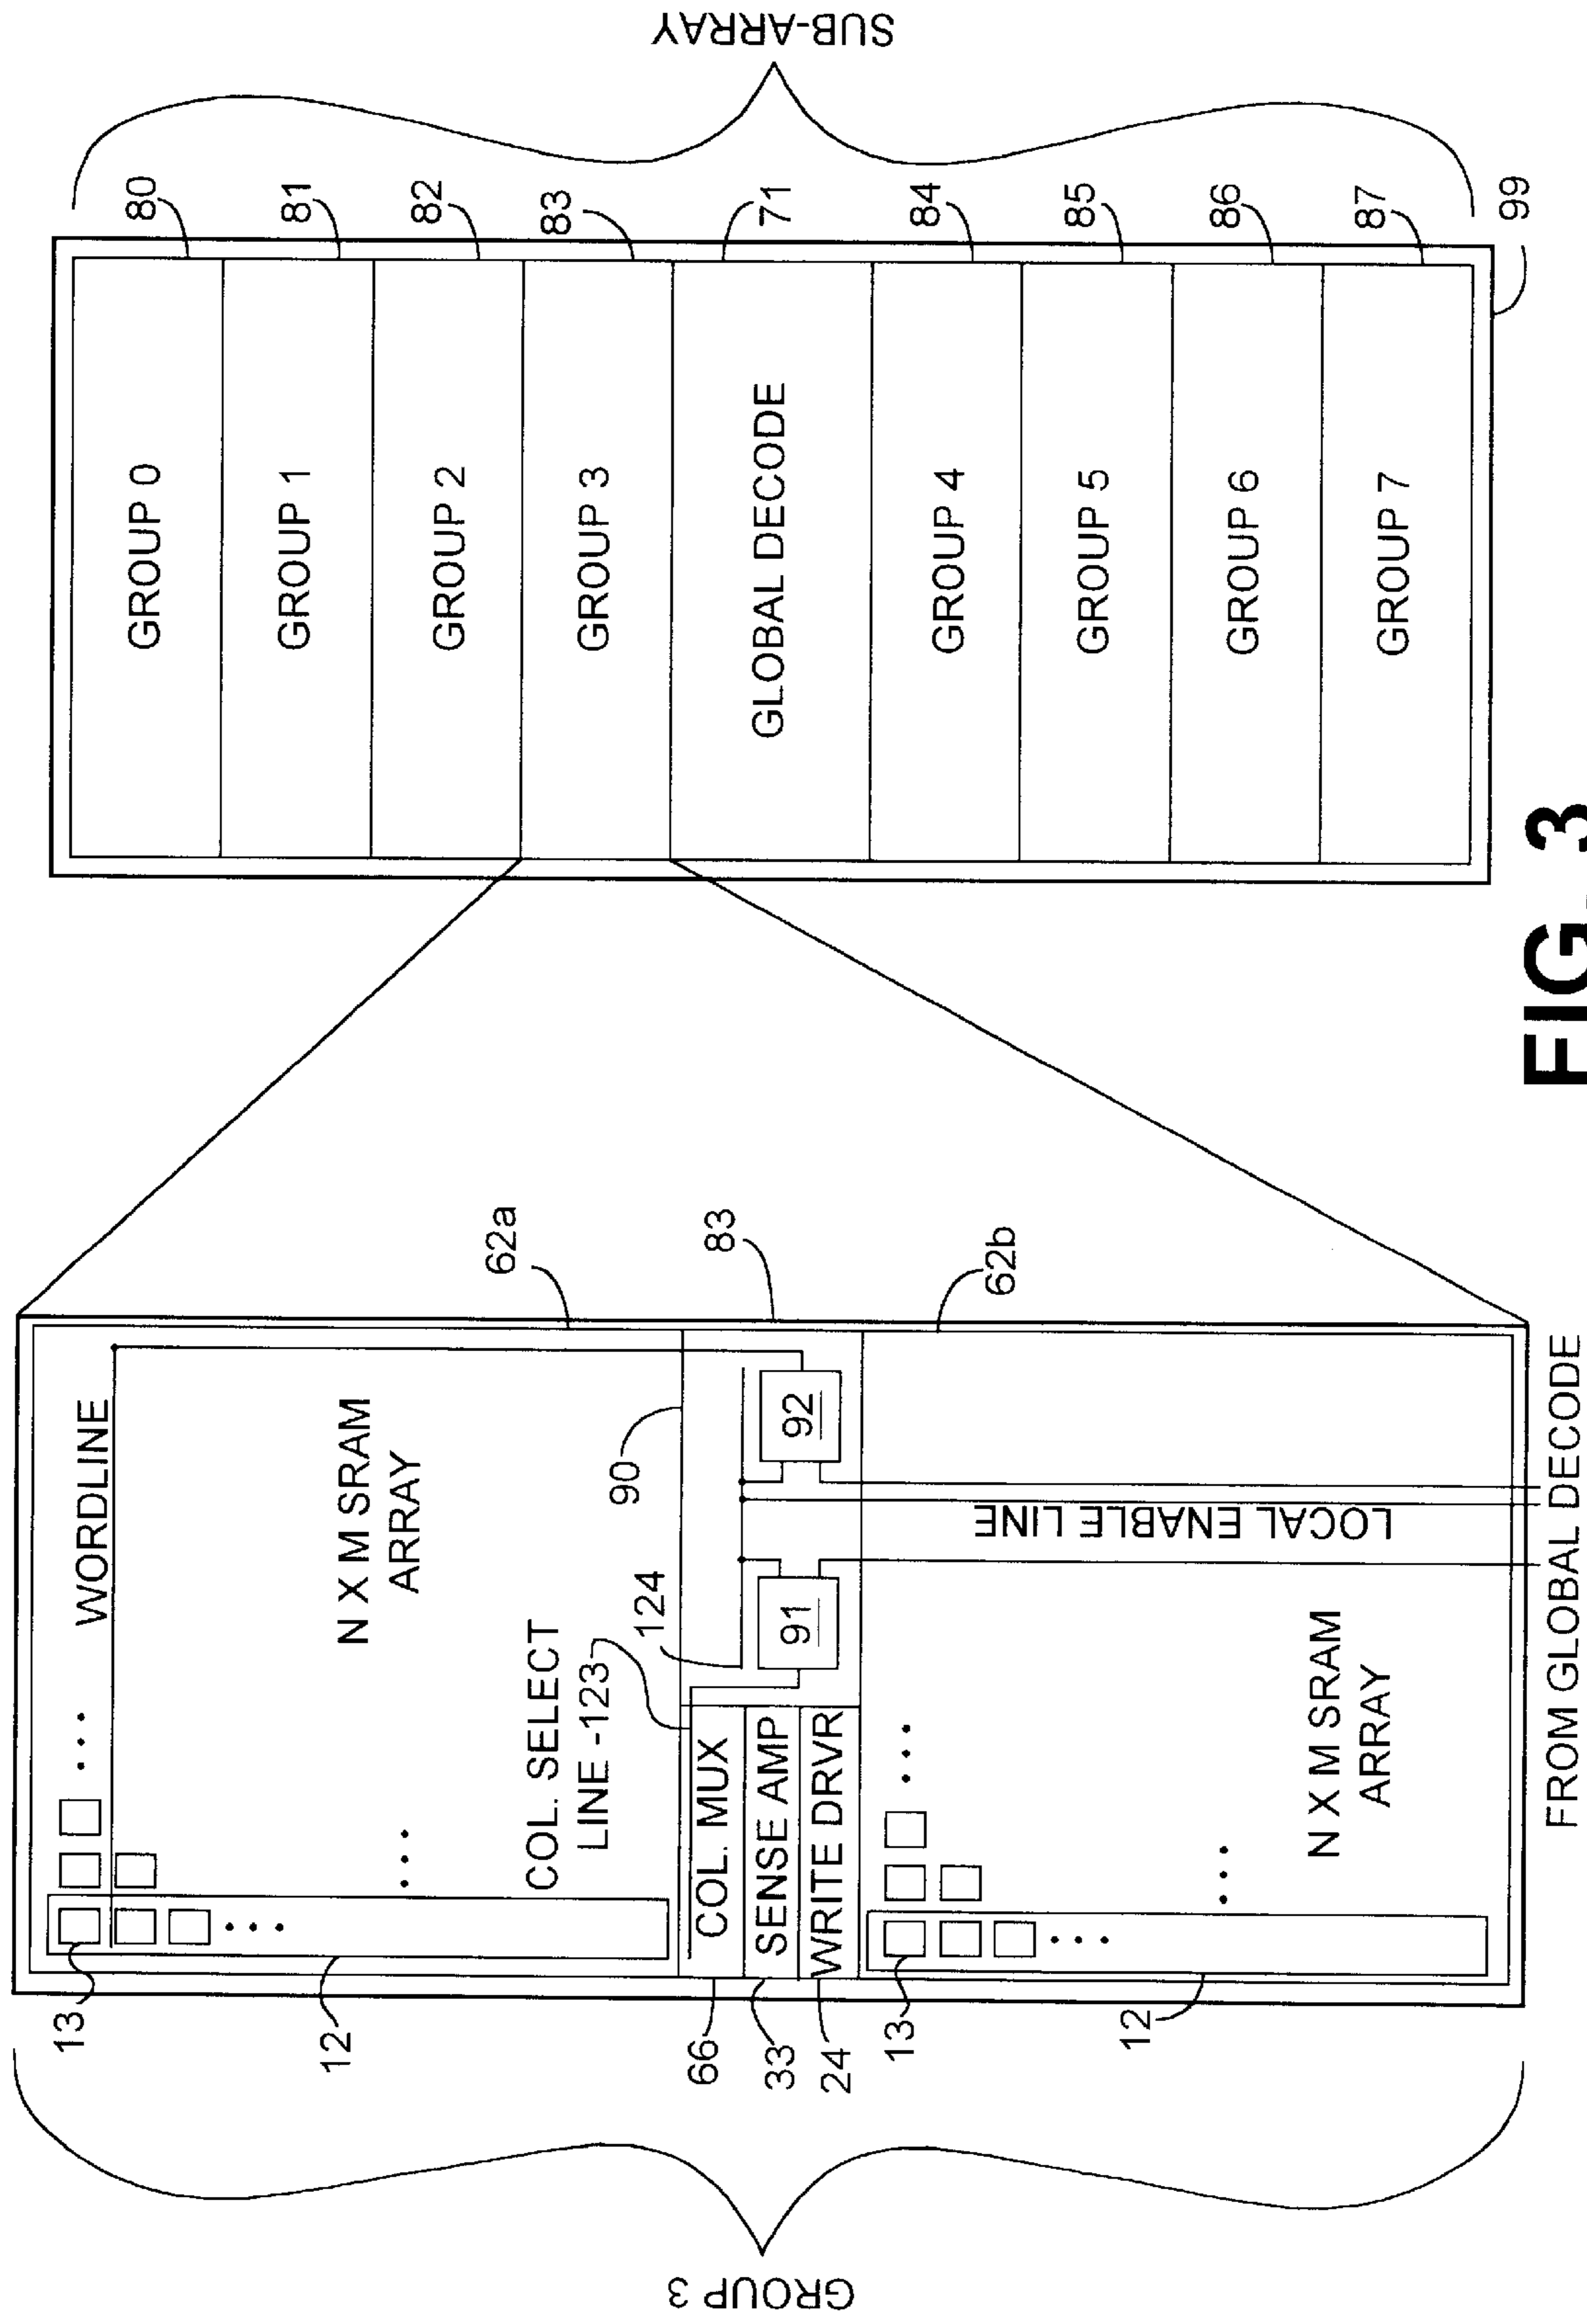 GROUP 3
13
12
66
33
24
13
12
WORDLINE
• • •
N X M SRAM
ARRAY
• • •
COL. SELECT
LINE -123
124
90
COL. MUX
SENSE AMP
WRITE DRVR
91
92
62a
83
62b
LOCAL ENABLE LINE
• • •
• • •
N X M SRAM
ARRAY
FROM GLOBAL DECODE
GROUP 0
GROUP 1
GROUP 2
GROUP 3
GLOBAL DECODE
GROUP 4
GROUP 5
GROUP 6
GROUP 7
80
81
82
83
71
84
85
86
87
99
SUB-ARRAY
FIG. 3